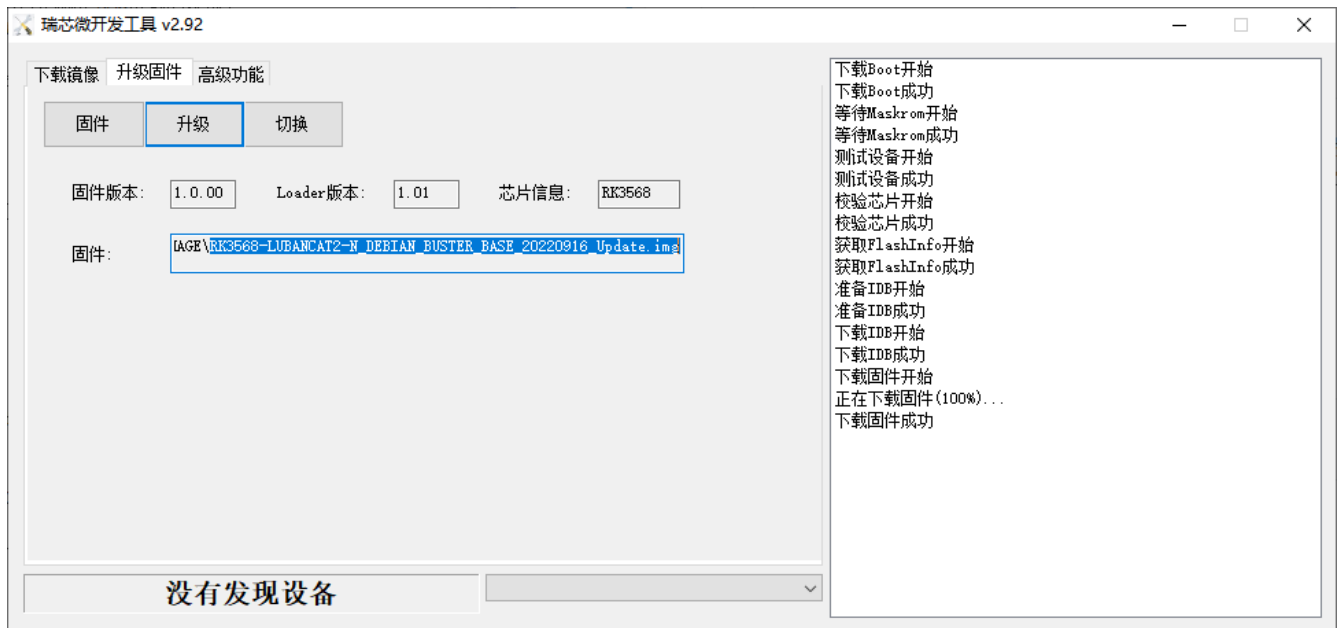 瑞芯微开发工具 v2.92
下载镜像 升级固件 高级功能
固件 升级 切换
固件版本: 1.0.00 Loader版本: 1.01 芯片信息: RK3568
固件: IAGE\RK3568-LUBANCAT2-N_DEBIAN_BUSTER_BASE_20220916_Update.img
没有发现设备
下载Boot开始
下载Boot成功
等待Maskrom开始
等待Maskrom成功
测试设备开始
测试设备成功
校验芯片开始
校验芯片成功
获取FlashInfo开始
获取FlashInfo成功
准备IDB开始
准备IDB成功
下载IDB开始
下载IDB成功
下载固件开始
正在下载固件(100%)...
下载固件成功